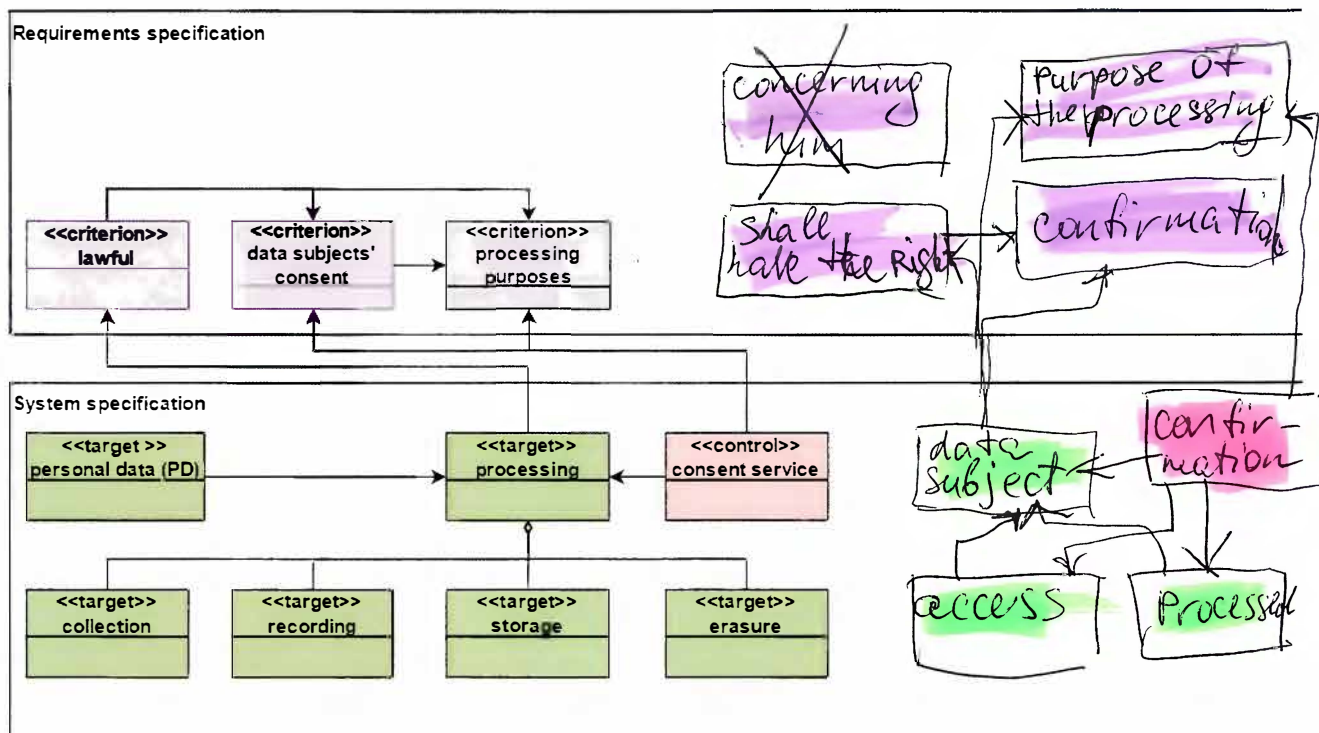 Requirements specification
concerning
him
Purpose of
the processing
shall
have the Right
confirmation
<<criterion>>
lawful
<<criterion>>
data subjects'
consent
<<criterion>>
processing
purposes
System specification
<<target >>
personal data (PD)
<<target>>
processing
<<control>>
consent service
data
subject
confir-
mation
<<target>>
collection
<<target>>
recording
<<target>>
storage
<<target>>
erasure
access
Processed